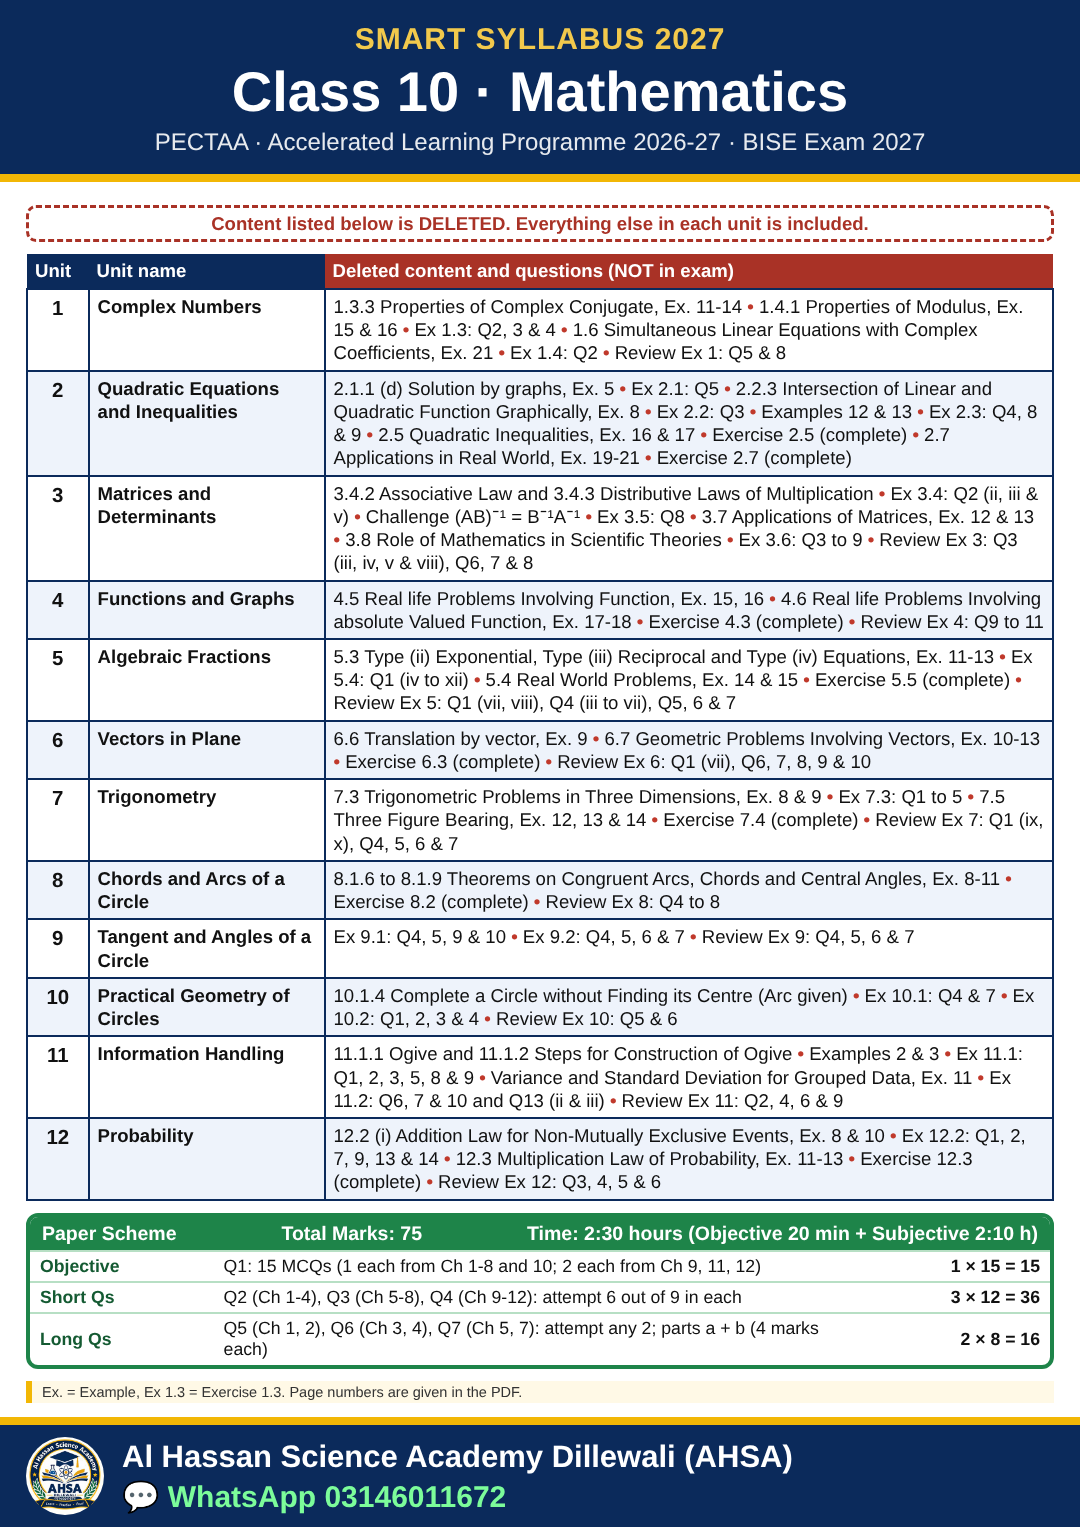 SMART SYLLABUS 2027
Class 10 · Mathematics
PECTAA · Accelerated Learning Programme 2026-27 · BISE Exam 2027
Content listed below is DELETED. Everything else in each unit is included.
Unit Unit name Deleted content and questions (NOT in exam)
1 Complex Numbers 1.3.3 Properties of Complex Conjugate, Ex. 11-14 • 1.4.1 Properties of Modulus, Ex.
15 & 16 • Ex 1.3: Q2, 3 & 4 • 1.6 Simultaneous Linear Equations with Complex
Coefficients, Ex. 21 • Ex 1.4: Q2 • Review Ex 1: Q5 & 8
2 Quadratic Equations 2.1.1 (d) Solution by graphs, Ex. 5 • Ex 2.1: Q5 • 2.2.3 Intersection of Linear and
and Inequalities Quadratic Function Graphically, Ex. 8 • Ex 2.2: Q3 • Examples 12 & 13 • Ex 2.3: Q4, 8
& 9 • 2.5 Quadratic Inequalities, Ex. 16 & 17 • Exercise 2.5 (complete) • 2.7
Applications in Real World, Ex. 19-21 • Exercise 2.7 (complete)
3 Matrices and 3.4.2 Associative Law and 3.4.3 Distributive Laws of Multiplication • Ex 3.4: Q2 (ii, iii &
Determinants v) • Challenge (AB)⁻¹ = B⁻¹A⁻¹ • Ex 3.5: Q8 • 3.7 Applications of Matrices, Ex. 12 & 13
• 3.8 Role of Mathematics in Scientific Theories • Ex 3.6: Q3 to 9 • Review Ex 3: Q3
(iii, iv, v & viii), Q6, 7 & 8
4 Functions and Graphs 4.5 Real life Problems Involving Function, Ex. 15, 16 • 4.6 Real life Problems Involving
absolute Valued Function, Ex. 17-18 • Exercise 4.3 (complete) • Review Ex 4: Q9 to 11
5 Algebraic Fractions 5.3 Type (ii) Exponential, Type (iii) Reciprocal and Type (iv) Equations, Ex. 11-13 • Ex
5.4: Q1 (iv to xii) • 5.4 Real World Problems, Ex. 14 & 15 • Exercise 5.5 (complete) •
Review Ex 5: Q1 (vii, viii), Q4 (iii to vii), Q5, 6 & 7
6 Vectors in Plane 6.6 Translation by vector, Ex. 9 • 6.7 Geometric Problems Involving Vectors, Ex. 10-13
• Exercise 6.3 (complete) • Review Ex 6: Q1 (vii), Q6, 7, 8, 9 & 10
7 Trigonometry 7.3 Trigonometric Problems in Three Dimensions, Ex. 8 & 9 • Ex 7.3: Q1 to 5 • 7.5
Three Figure Bearing, Ex. 12, 13 & 14 • Exercise 7.4 (complete) • Review Ex 7: Q1 (ix,
x), Q4, 5, 6 & 7
8 Chords and Arcs of a 8.1.6 to 8.1.9 Theorems on Congruent Arcs, Chords and Central Angles, Ex. 8-11 •
Circle Exercise 8.2 (complete) • Review Ex 8: Q4 to 8
9 Tangent and Angles of a Ex 9.1: Q4, 5, 9 & 10 • Ex 9.2: Q4, 5, 6 & 7 • Review Ex 9: Q4, 5, 6 & 7
Circle
10 Practical Geometry of 10.1.4 Complete a Circle without Finding its Centre (Arc given) • Ex 10.1: Q4 & 7 • Ex
Circles 10.2: Q1, 2, 3 & 4 • Review Ex 10: Q5 & 6
11 Information Handling 11.1.1 Ogive and 11.1.2 Steps for Construction of Ogive • Examples 2 & 3 • Ex 11.1:
Q1, 2, 3, 5, 8 & 9 • Variance and Standard Deviation for Grouped Data, Ex. 11 • Ex
11.2: Q6, 7 & 10 and Q13 (ii & iii) • Review Ex 11: Q2, 4, 6 & 9
12 Probability 12.2 (i) Addition Law for Non-Mutually Exclusive Events, Ex. 8 & 10 • Ex 12.2: Q1, 2,
7, 9, 13 & 14 • 12.3 Multiplication Law of Probability, Ex. 11-13 • Exercise 12.3
(complete) • Review Ex 12: Q3, 4, 5 & 6
Paper Scheme Total Marks: 75 Time: 2:30 hours (Objective 20 min + Subjective 2:10 h)
Objective Q1: 15 MCQs (1 each from Ch 1-8 and 10; 2 each from Ch 9, 11, 12) 1 × 15 = 15
Short Qs Q2 (Ch 1-4), Q3 (Ch 5-8), Q4 (Ch 9-12): attempt 6 out of 9 in each 3 × 12 = 36
Long Qs Q5 (Ch 1, 2), Q6 (Ch 3, 4), Q7 (Ch 5, 7): attempt any 2; parts a + b (4 marks 2 × 8 = 16
each)
Ex. = Example, Ex 1.3 = Exercise 1.3. Page numbers are given in the PDF.
Al Hassan Science Academy
AHSA
DILLEWALI
Al Hassan Science Academy Dillewali (AHSA)
WhatsApp 03146011672